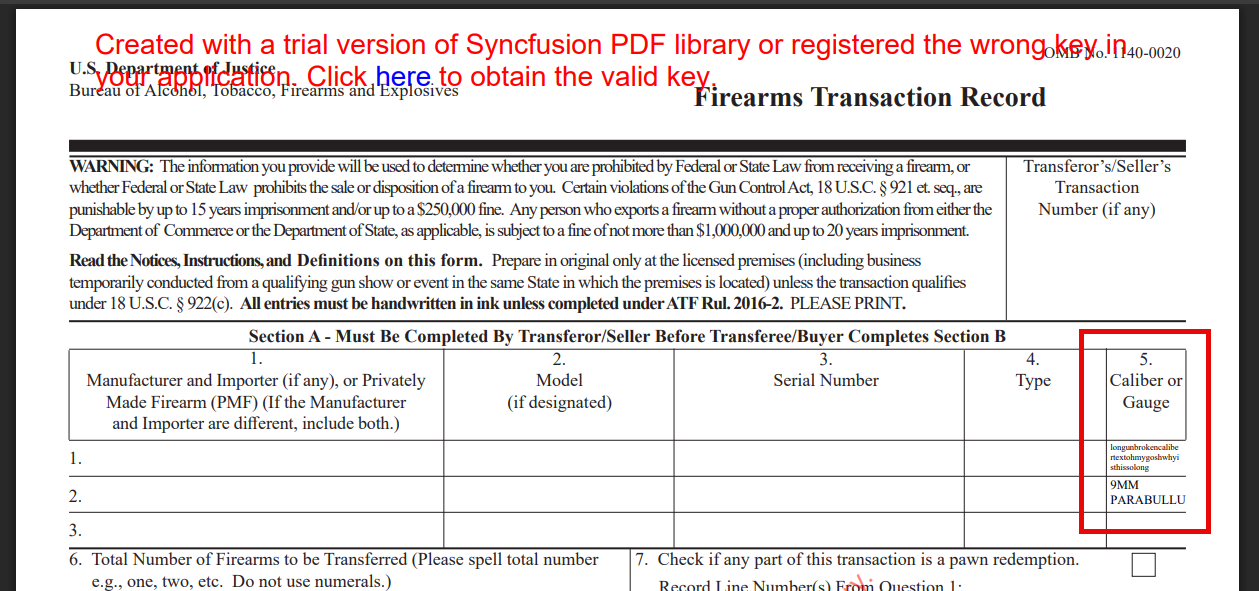 Created with a trial version of Syncfusion PDF library or registered the wrong key in
your application. Click here to obtain the valid key.
OMB No. 1140-0020
U.S. Department of Justice
Bureau of Alcohol, Tobacco, Firearms and Explosives
Firearms Transaction Record
WARNING: The information you provide will be used to determine whether you are prohibited by Federal or State Law from receiving a firearm, or
whether Federal or State Law prohibits the sale or disposition of a firearm to you. Certain violations of the Gun Control Act, 18 U.S.C. § 921 et. seq., are
punishable by up to 15 years imprisonment and/or up to a $250,000 fine. Any person who exports a firearm without a proper authorization from either the
Department of Commerce or the Department of State, as applicable, is subject to a fine of not more than $1,000,000 and up to 20 years imprisonment.
Transferor's/Seller's
Transaction
Number (if any)
Read the Notices, Instructions, and Definitions on this form. Prepare in original only at the licensed premises (including business
temporarily conducted from a qualifying gun show or event in the same State in which the premises is located) unless the transaction qualifies
under 18 U.S.C. § 922(c). All entries must be handwritten in ink unless completed under ATF Rul. 2016-2. PLEASE PRINT.
Section A - Must Be Completed By Transferor/Seller Before Transferee/Buyer Completes Section B
1.
Manufacturer and Importer (if any), or Privately
Made Firearm (PMF) (If the Manufacturer
and Importer are different, include both.)
2.
Model
(if designated)
3.
Serial Number
4.
Type
5.
Caliber or
Gauge
1.
longunbrokencalibe
rtextohmygoshwhyi
sthissolong
2.
9MM
PARABULLU
3.
6. Total Number of Firearms to be Transferred (Please spell total number
e.g., one, two, etc. Do not use numerals.)
7. Check if any part of this transaction is a pawn redemption.
Record Line Number(s) From Question 1: